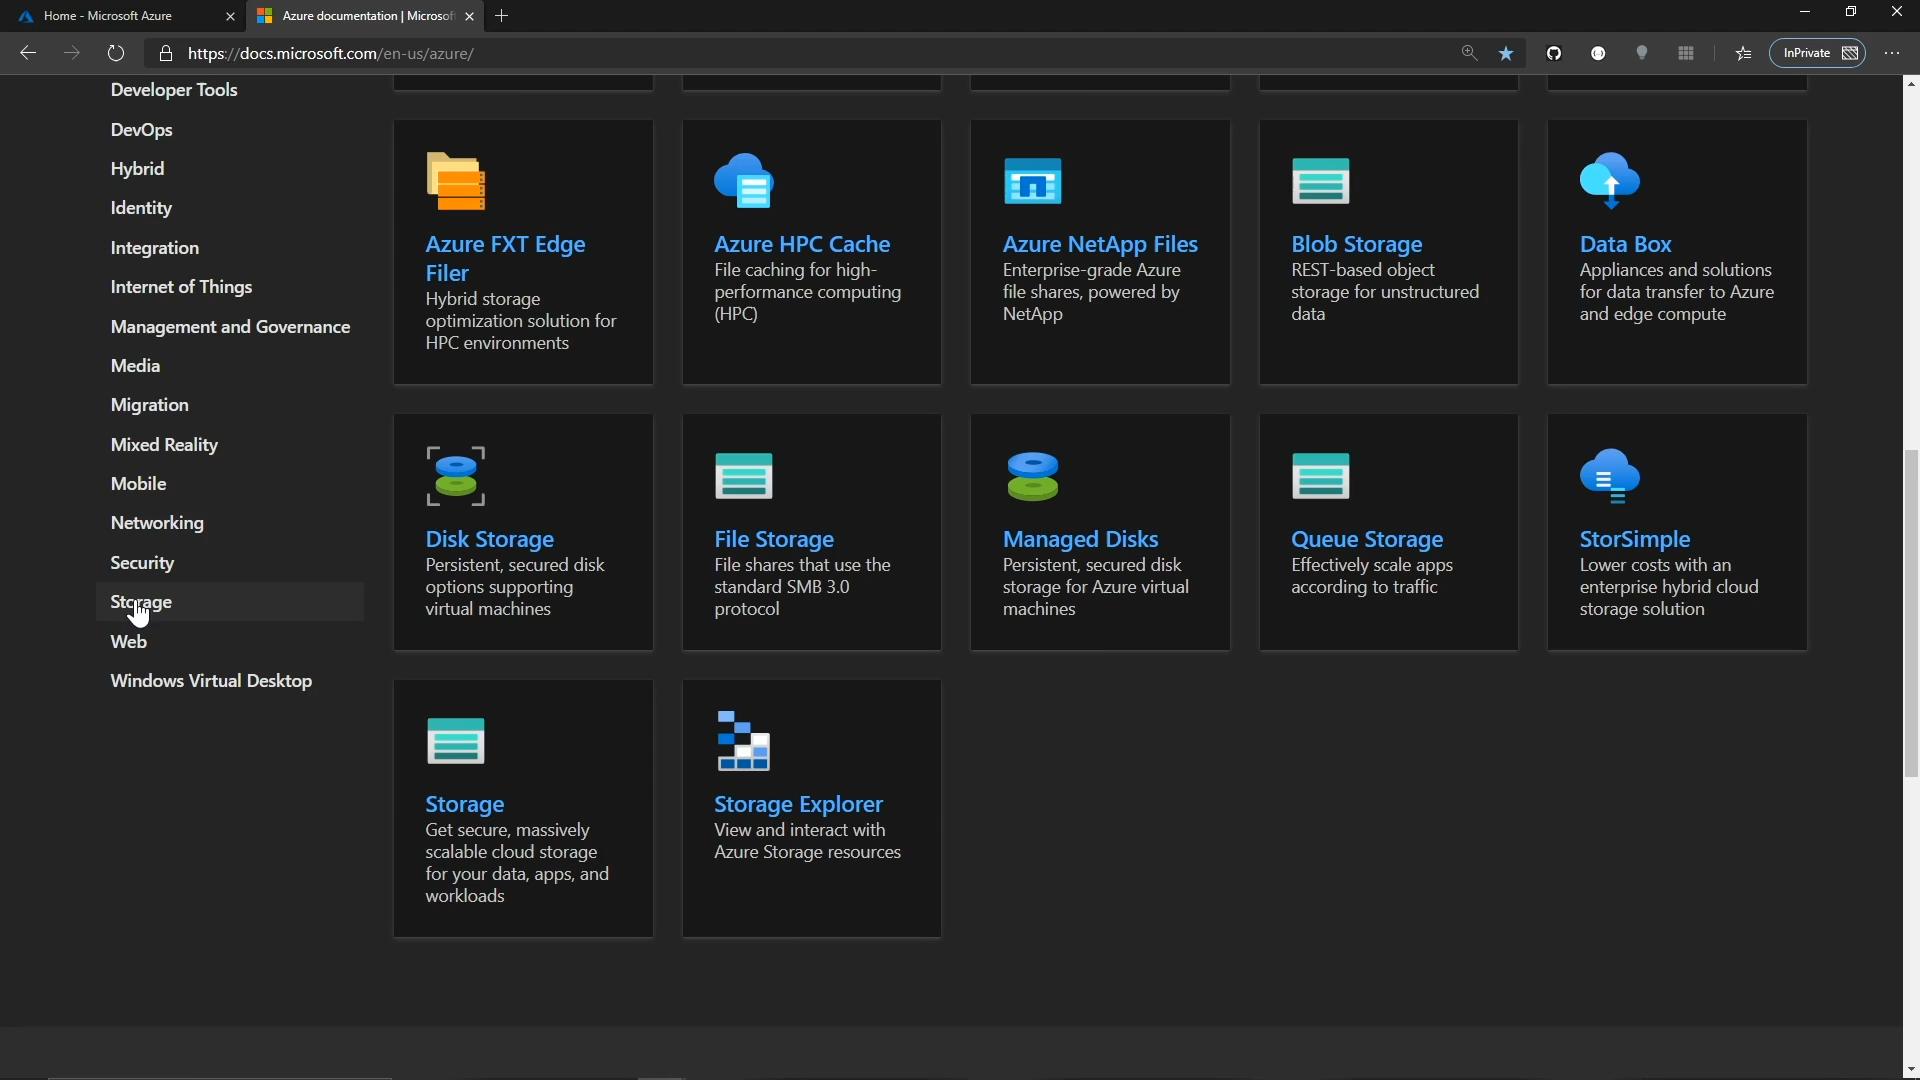 Home - Microsoft Azure
Azure documentation | Microsof
https://docs.microsoft.com/en-us/azure/
InPrivate
Developer Tools
DevOps
Hybrid
Identity
Integration
Internet of Things
Management and Governance
Media
Migration
Mixed Reality
Mobile
Networking
Security
Storage
Web
Windows Virtual Desktop
Azure FXT Edge
Filer
Hybrid storage
optimization solution for
HPC environments
Azure HPC Cache
File caching for high-
performance computing
(HPC)
Azure NetApp Files
Enterprise-grade Azure
file shares, powered by
NetApp
Blob Storage
REST-based object
storage for unstructured
data
Data Box
Appliances and solutions
for data transfer to Azure
and edge compute
Disk Storage
Persistent, secured disk
options supporting
virtual machines
File Storage
File shares that use the
standard SMB 3.0
protocol
Managed Disks
Persistent, secured disk
storage for Azure virtual
machines
Queue Storage
Effectively scale apps
according to traffic
StorSimple
Lower costs with an
enterprise hybrid cloud
storage solution
Storage
Get secure, massively
scalable cloud storage
for your data, apps, and
workloads
Storage Explorer
View and interact with
Azure Storage resources